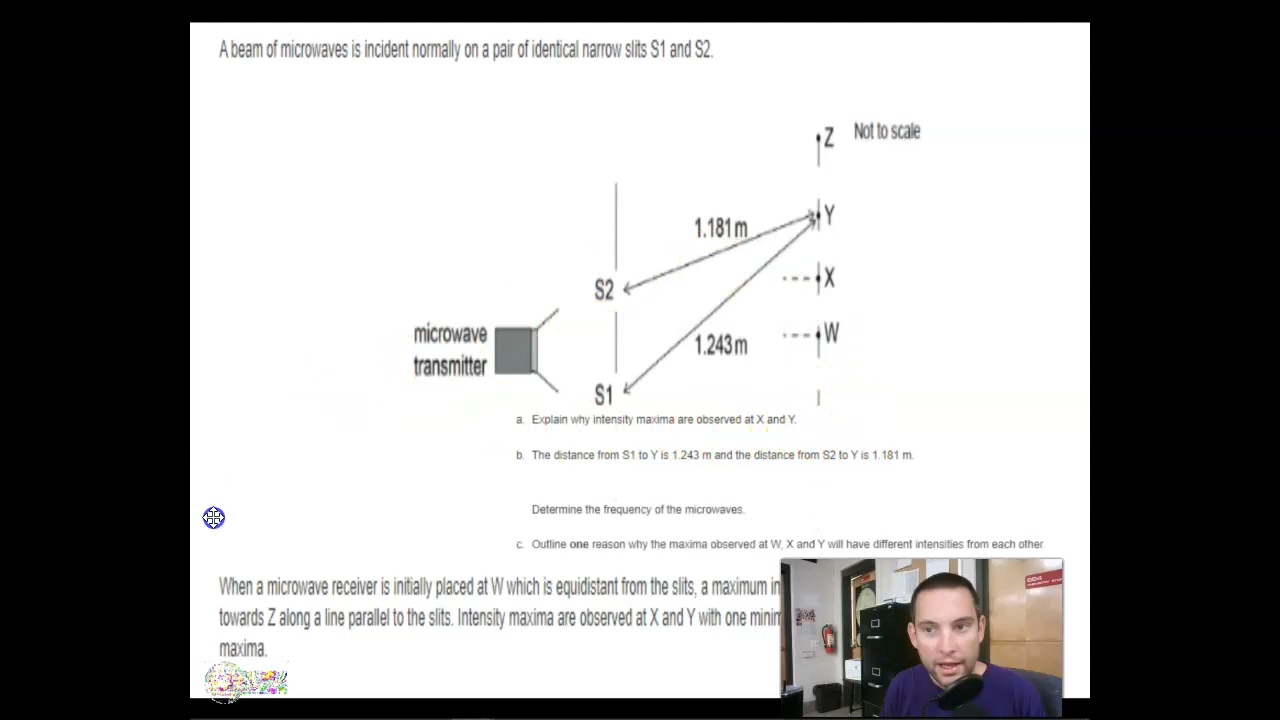 A beam of microwaves is incident normally on a pair of identical narrow slits S1 and S2.
Z Not to scale
Y
1.181 m
X
S2
W
microwave
transmitter
1.243 m
S1
a. Explain why intensity maxima are observed at X and Y.
b. The distance from S1 to Y is 1.243 m and the distance from S2 to Y is 1.181 m.
Determine the frequency of the microwaves.
c. Outline one reason why the maxima observed at W, X and Y will have different intensities from each other
When a microwave receiver is initially placed at W which is equidistant from the slits, a maximum in
towards Z along a line parallel to the slits. Intensity maxima are observed at X and Y with one
maxima.